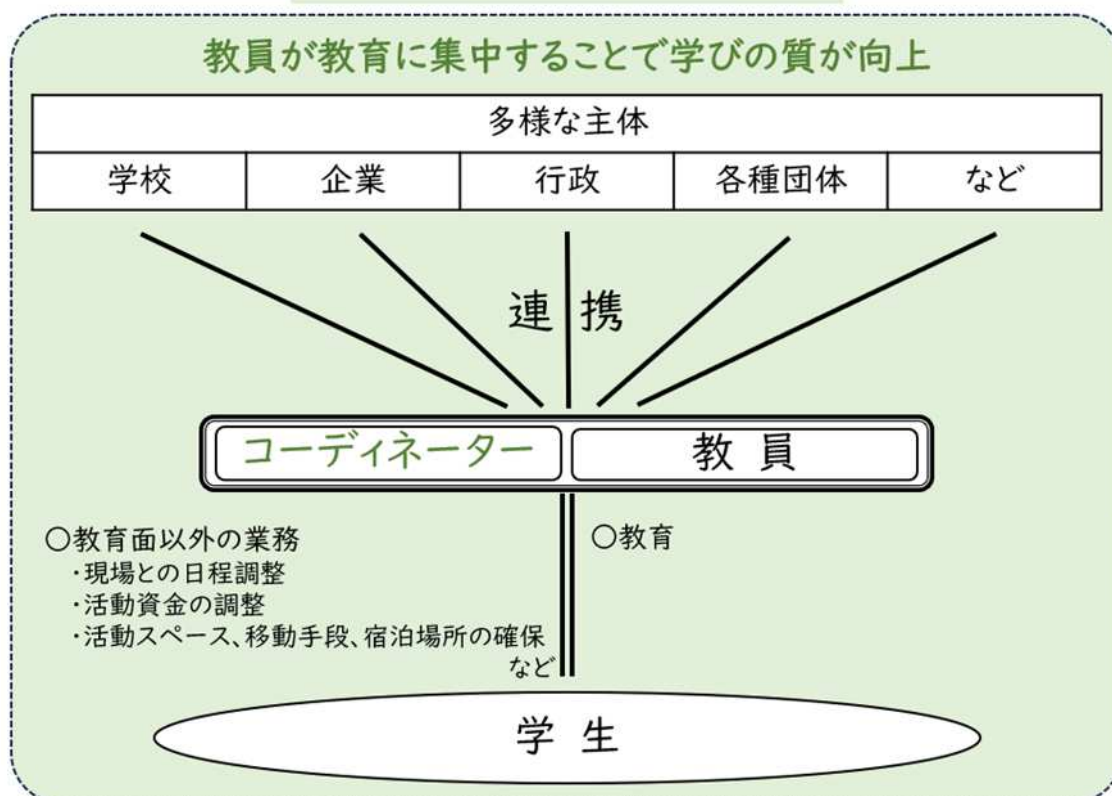 教員が教育に集中することで学びの質が向上
多様な主体
学校 企業 行政 各種団体 など
連携
コーディネーター 教員
○教育面以外の業務
・現場との日程調整
・活動資金の調整
・活動スペース、移動手段、宿泊場所の確保
など
○教育
学生